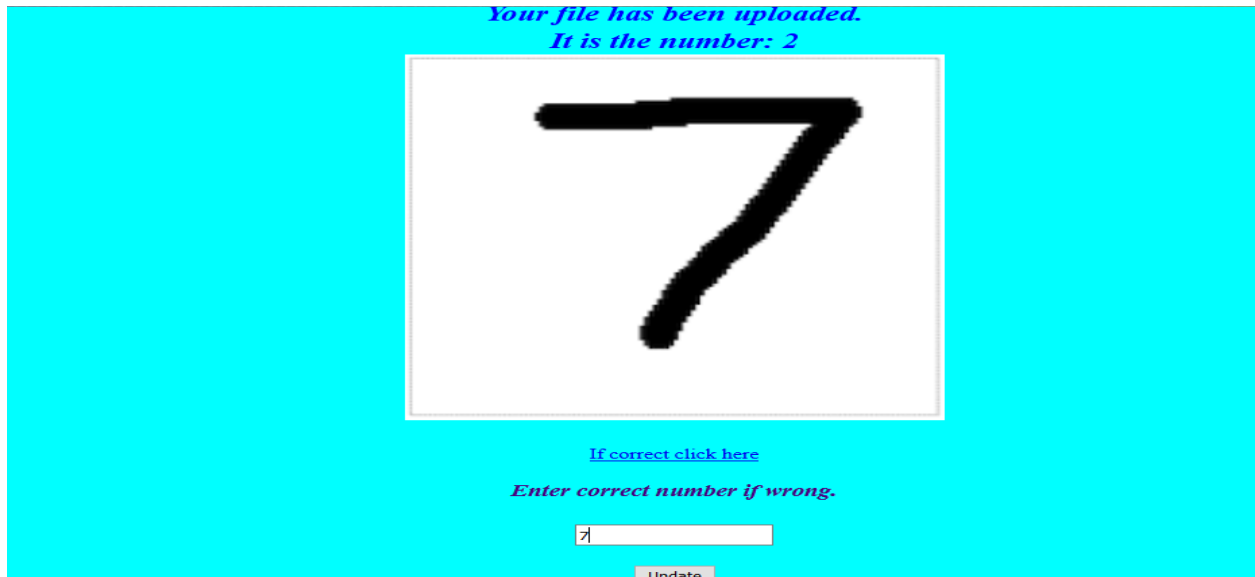 Your file has been uploaded.
It is the number: 2
7
If correct click here
Enter correct number if wrong.
7
Update